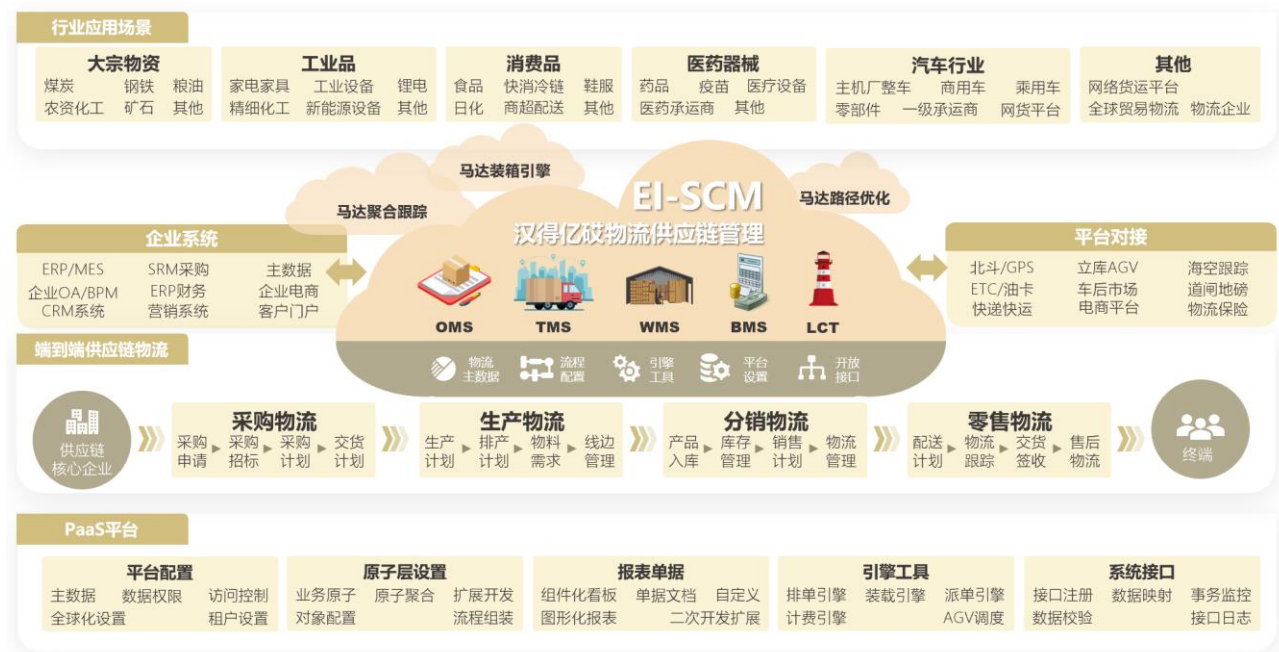 行业应用场景
大宗物资
煤炭 钢铁 粮油
农资化工 矿石 其他
工业品
家电家具 工业设备 锂电
精细化工 新能源设备 其他
消费品
食品 快消冷链 鞋服
日化 商超配送 其他
医药器械
药品 疫苗 医疗设备
医药承运商 其他
汽车行业
主机厂整车 商用车 乘用车
零部件 一级承运商 网货平台
其他
网络货运平台
全球贸易物流 物流企业
马达聚合跟踪
马达装箱引擎
马达路径优化
EI-SCM
汉得亿砹物流供应链管理
OMS TMS WMS BMS LCT
物流
主数据
流程
配置
引擎
工具
平台
设置
开放
接口
企业系统
ERP/MES SRM采购 主数据
企业OA/BPM ERP财务 企业电商
CRM系统 营销系统 客户门户
平台对接
北斗/GPS 立库AGV 海空跟踪
ETC/油卡 车后市场 道闸地磅
快递快运 电商平台 物流保险
端到端供应链物流
供应链
核心企业
采购物流
采购
申请
采购
招标
采购
计划
交货
计划
生产物流
生产
计划
排产
计划
物料
需求
线边
管理
分销物流
产品
入库
库存
管理
销售
计划
物流
管理
零售物流
配送
计划
物流
跟踪
交货
签收
售后
物流
终端
PaaS平台
平台配置
主数据 数据权限 访问控制
全球化设置 租户设置
原子层设置
业务原子 原子聚合 扩展开发
对象配置 流程组装
报表单据
组件化看板 单据文档 自定义
图形化报表 二次开发扩展
引擎工具
排单引擎 装载引擎 派单引擎
计费引擎 AGV调度
系统接口
接口注册 数据映射 事务监控
数据校验 接口日志